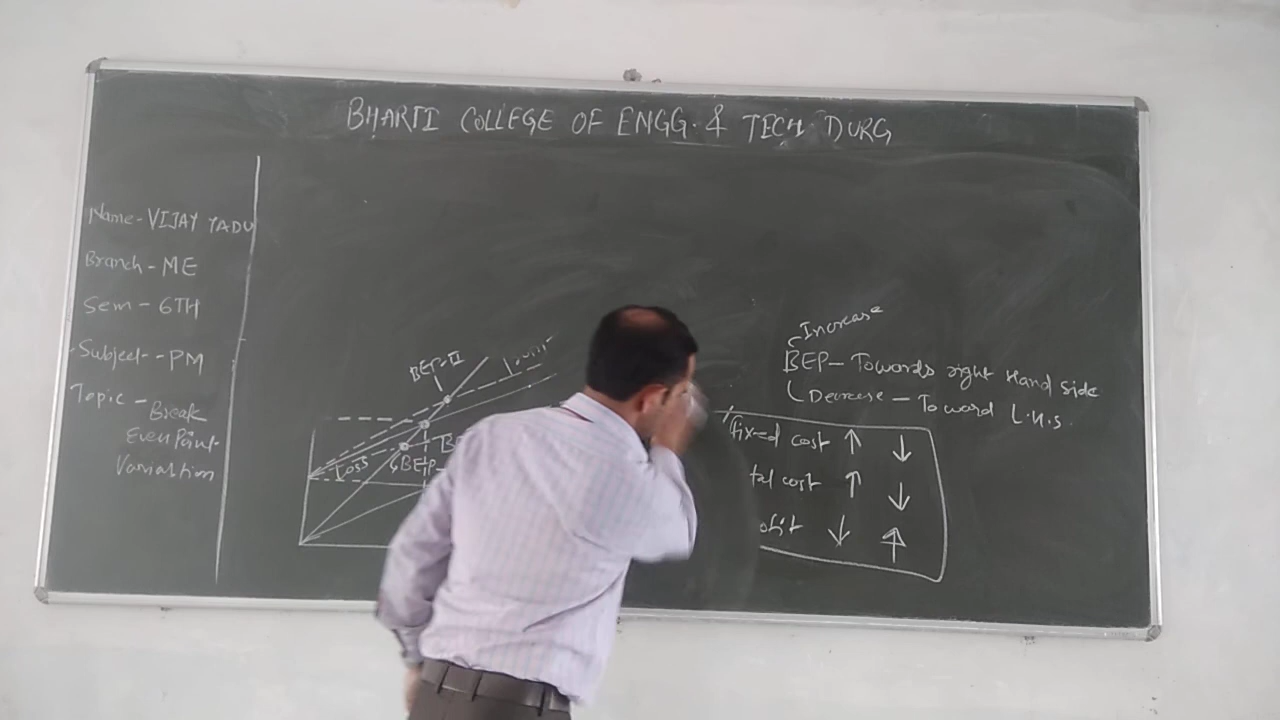 BHARTI COLLEGE OF ENGG. & TECH. DURG
Name - VIJAY YADU
Branch - ME
Sem - 6TH
Subject - PM
Topic - Break
Even Point
Variation
BEP-II
Loss
BEP-
Increase
BEP - Towards right Hand Side
Decrease - Toward L.H.S.
fixed cost ↑ ↓
tal cost ↑ ↓
ofit ↓ ↑